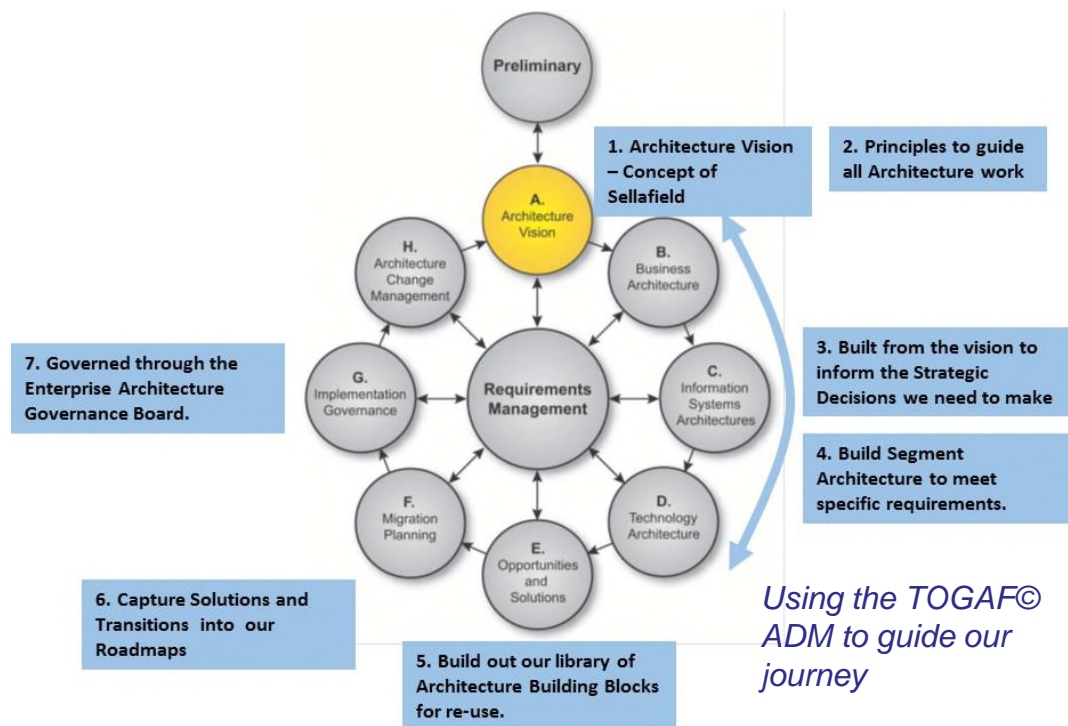 Preliminary
1. Architecture Vision
– Concept of
Sellafield
2. Principles to guide
all Architecture work
A.
Architecture
Vision
H.
Architecture
Change
Management
B.
Business
Architecture
7. Governed through the
Enterprise Architecture
Governance Board.
G.
Implementation
Governance
Requirements
Management
C.
Information
Systems
Architectures
3. Built from the vision to
inform the Strategic
Decisions we need to make
4. Build Segment
Architecture to meet
specific requirements.
F.
Migration
Planning
D.
Technology
Architecture
E.
Opportunities
and
Solutions
6. Capture Solutions and
Transitions into our
Roadmaps
5. Build out our library of
Architecture Building Blocks
for re-use.
Using the TOGAF©
ADM to guide our
journey